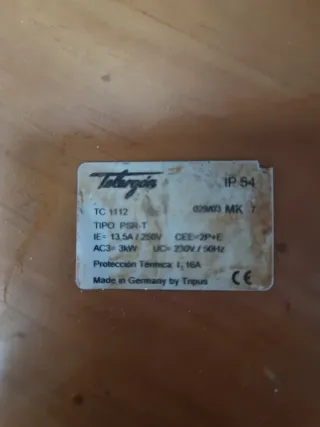 Telergón IP 54
TC 1112 029/03 MK 7
TIPO PSR-T
IE= 13,5A / 250V CEE=2P+E
AC3= 3kW UC= 230V / 50Hz
Protección Térmica: I, 16A
Made in Germany by Tripus CE